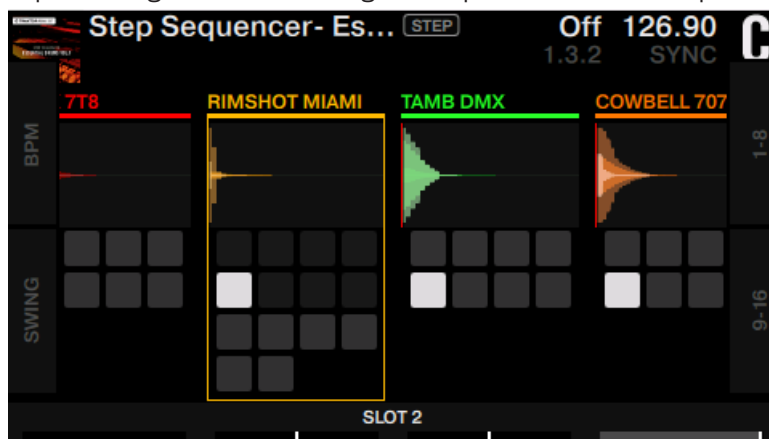 Step Sequencer- Es... STEP Off 126.90 C
1.3.2 SYNC
7T8 RIMSHOT MIAMI TAMB DMX COWBELL 707
BPM
1-8
SWING
9-16
SLOT 2